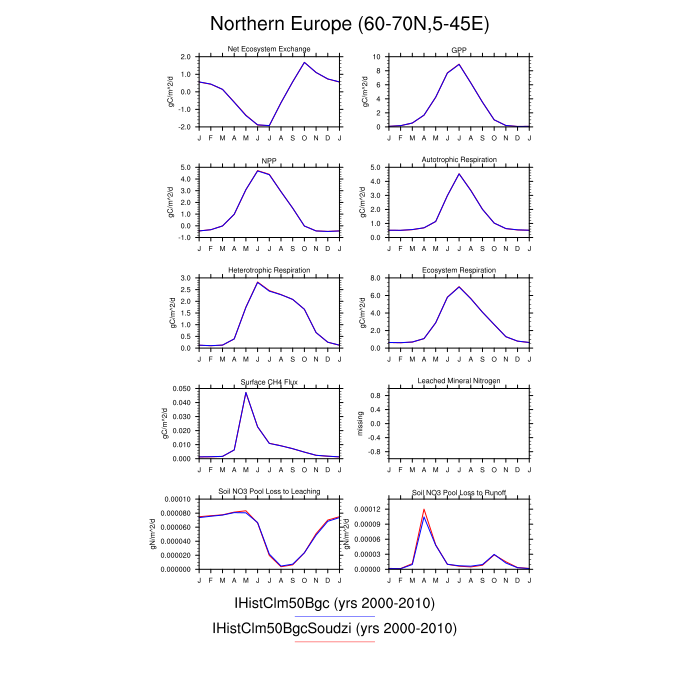 Northern Europe (60-70N,5-45E)
Net Ecosystem Exchange
gC/m^2/d
2.0
1.0
0.0
-1.0
-2.0
J F M A M J J A S O N D J
GPP
gC/m^2/d
10
8
6
4
2
0
J F M A M J J A S O N D J
NPP
gC/m^2/d
5.0
4.0
3.0
2.0
1.0
0.0
-1.0
J F M A M J J A S O N D J
Autotrophic Respiration
gC/m^2/d
5.0
4.0
3.0
2.0
1.0
0.0
J F M A M J J A S O N D J
Heterotrophic Respiration
gC/m^2/d
3.0
2.5
2.0
1.5
1.0
0.5
0.0
J F M A M J J A S O N D J
Ecosystem Respiration
gC/m^2/d
8.0
6.0
4.0
2.0
0.0
J F M A M J J A S O N D J
Surface CH4 Flux
gC/m^2/d
0.050
0.040
0.030
0.020
0.010
0.000
J F M A M J J A S O N D J
Leached Mineral Nitrogen
missing
0.8
0.4
0.0
-0.4
-0.8
J F M A M J J A S O N D J
Soil NO3 Pool Loss to Leaching
gN/m^2/d
0.00010
0.000080
0.000060
0.000040
0.000020
0.000000
J F M A M J J A S O N D J
Soil NO3 Pool Loss to Runoff
gN/m^2/d
0.00012
0.00009
0.00006
0.00003
0.00000
J F M A M J J A S O N D J
IHistClm50Bgc (yrs 2000-2010)
IHistClm50BgcSoudzi (yrs 2000-2010)